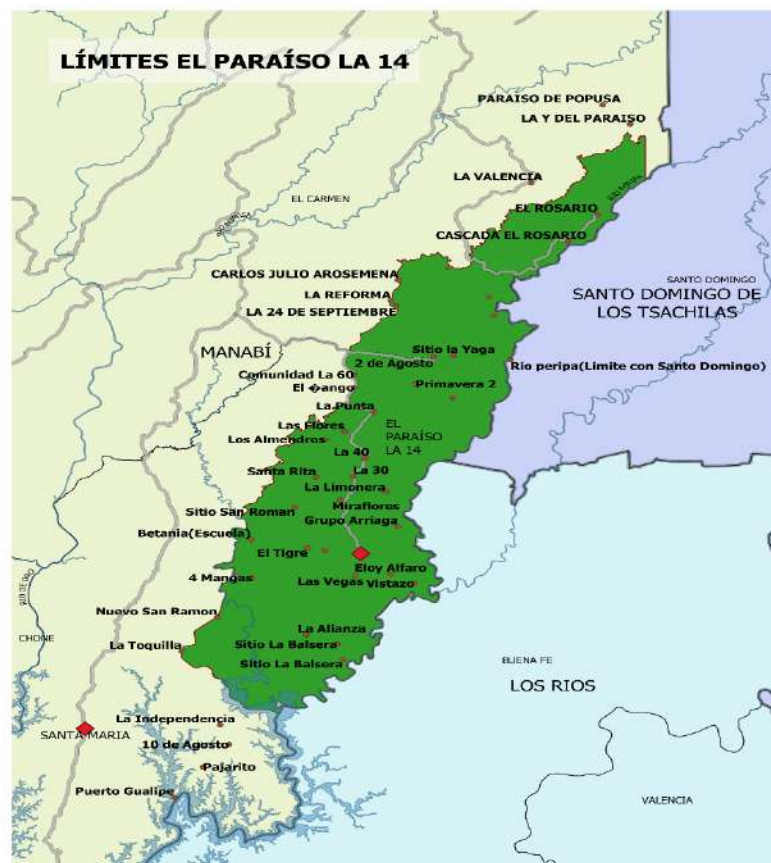 LÍMITES EL PARAÍSO LA 14
PARAISO DE POPUSA
LA Y DEL PARAISO
LA VALENCIA
EL CARMEN
EL ROSARIO
CASCADA EL ROSARIO
CARLOS JULIO AROSEMENA
SANTO DOMINGO
LA REFORMA
SANTO DOMINGO DE
LOS TSACHILAS
LA 24 DE SEPTIEMBRE
MANABÍ
Sitio la Yaga
2 de Agosto
Rio peripa(Limite con Santo Domingo)
Comunidad La 60
El �ango
Primavera 2
La Punta
Las Flores
EL
PARAÍSO
LA 14
Los Almendros
La 40
Santa Rita
La 30
La Limonera
Sitio San Roman
Miraflores
Grupo Arriaga
Betania(Escuela)
El Tigre
Eloy Alfaro
4 Mangas
Las Vegas
Vistazo
Nuevo San Ramon
La Alianza
CHONE
La Toquilla
Sitio La Balsera
Sitio La Balsera
BUENA FE
LOS RIOS
La Independencia
SANTA MARIA
10 de Agosto
Pajarito
Puerto Gualipe
VALENCIA